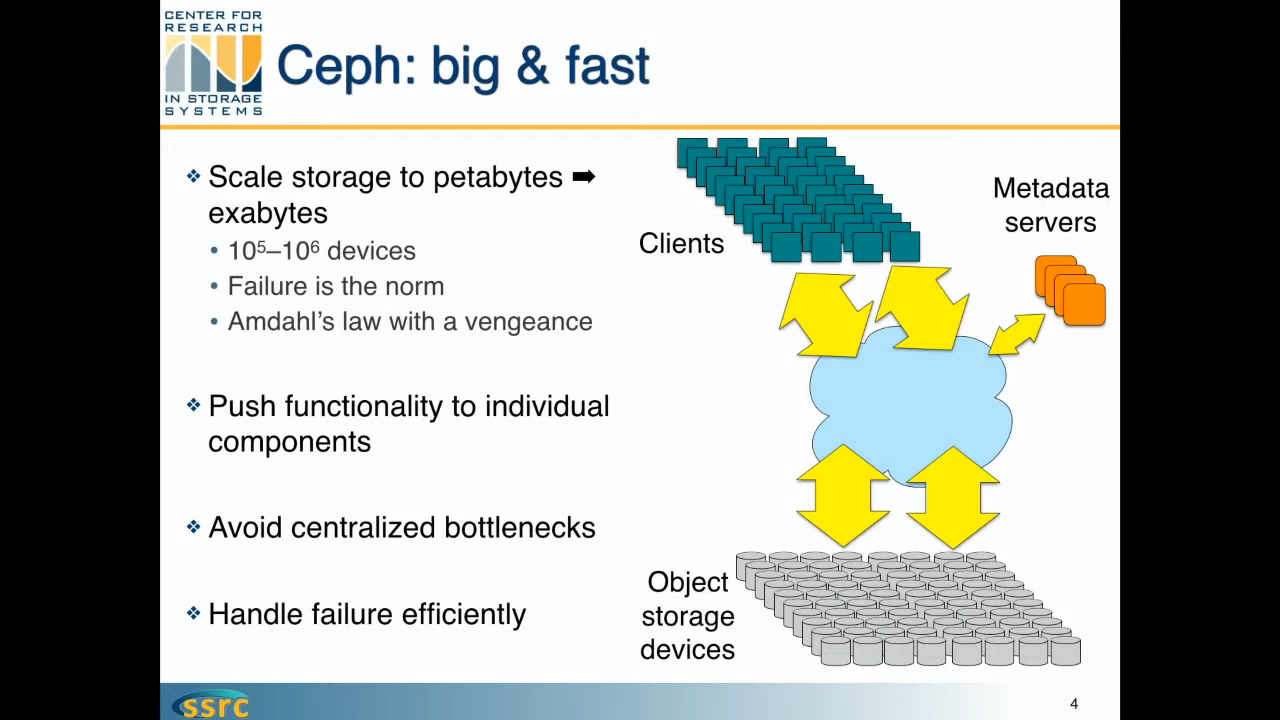 CENTER FOR
RESEARCH
IN STORAGE
SYSTEMS
Ceph: big & fast
❖ Scale storage to petabytes ➡
exabytes
• 10⁵–10⁶ devices
• Failure is the norm
• Amdahl’s law with a vengeance
❖ Push functionality to individual
components
❖ Avoid centralized bottlenecks
❖ Handle failure efficiently
Clients
Metadata
servers
Object
storage
devices
ssrc
4